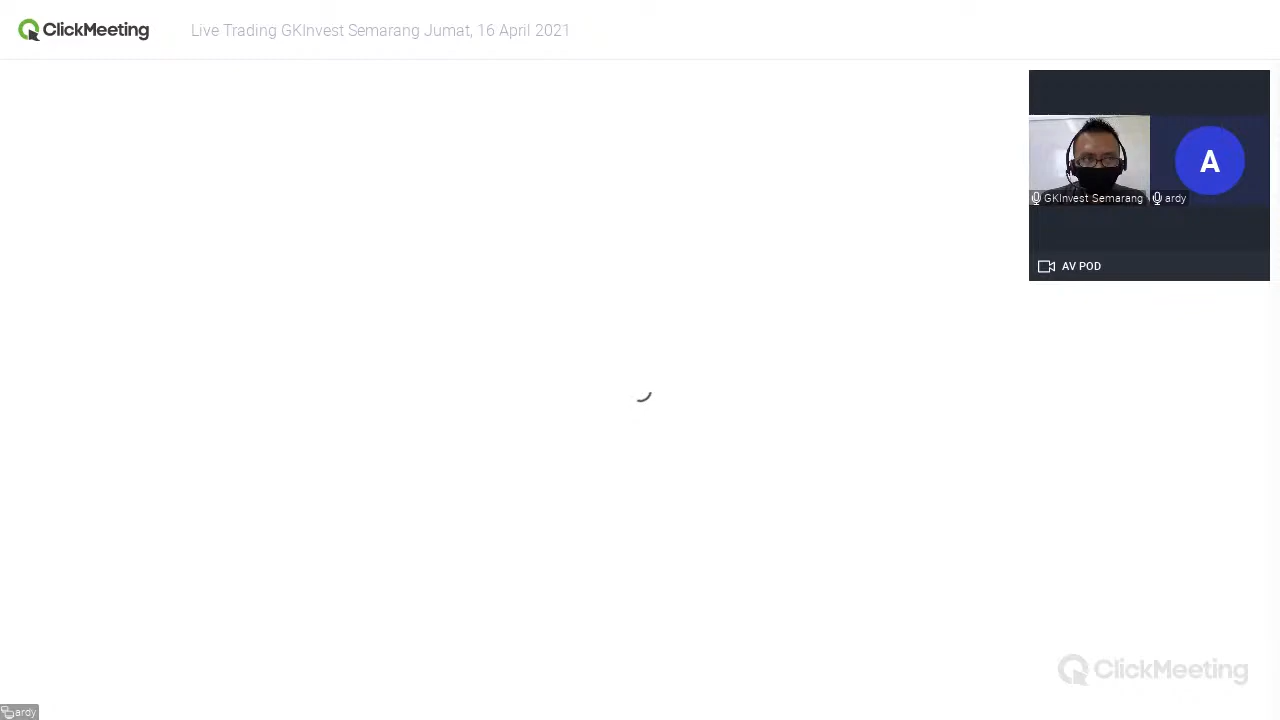 ClickMeeting
Live Trading GKInvest Semarang Jumat, 16 April 2021
A
GKInvest Semarang
ardy
AV POD
ClickMeeting
ardy